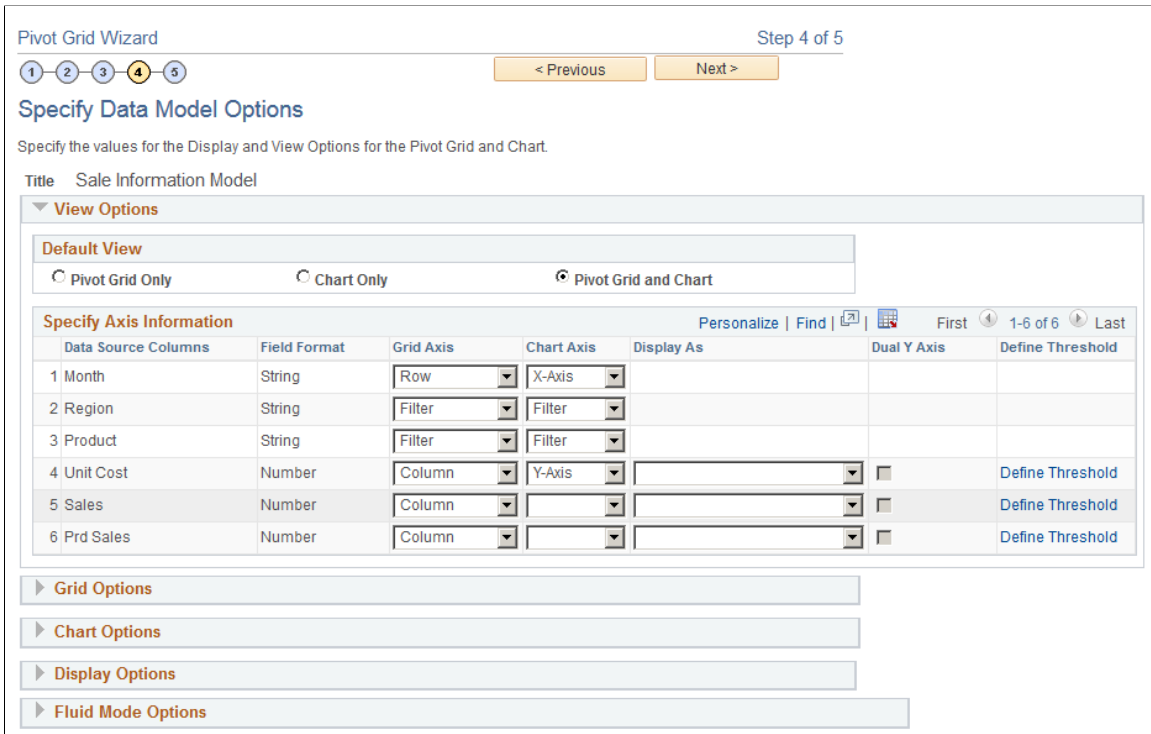 Pivot Grid Wizard Step 4 of 5
1 2 3 4 5 < Previous Next >
Specify Data Model Options
Specify the values for the Display and View Options for the Pivot Grid and Chart.
Title Sale Information Model
View Options
Default View
Pivot Grid Only Chart Only Pivot Grid and Chart
Specify Axis Information Personalize | Find | | First 1-6 of 6 Last
Data Source Columns Field Format Grid Axis Chart Axis Display As Dual Y Axis Define Threshold
1 Month String Row X-Axis
2 Region String Filter Filter
3 Product String Filter Filter
4 Unit Cost Number Column Y-Axis Define Threshold
5 Sales Number Column Define Threshold
6 Prd Sales Number Column Define Threshold
Grid Options
Chart Options
Display Options
Fluid Mode Options